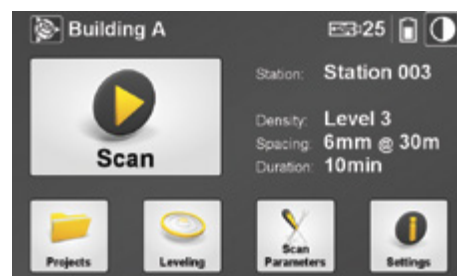 Building A
25
Station: Station 003
Density: Level 3
Spacing: 6mm @ 30m
Duration: 10min
Scan
Projects
Leveling
Scan
Parameters
Settings